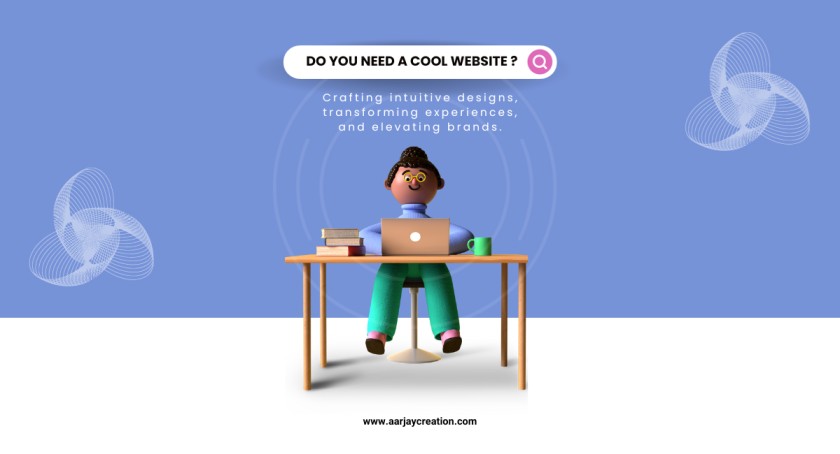 DO YOU NEED A COOL WEBSITE ?
Crafting intuitive designs,
transforming experiences,
and elevating brands.
www.aarjaycreation.com